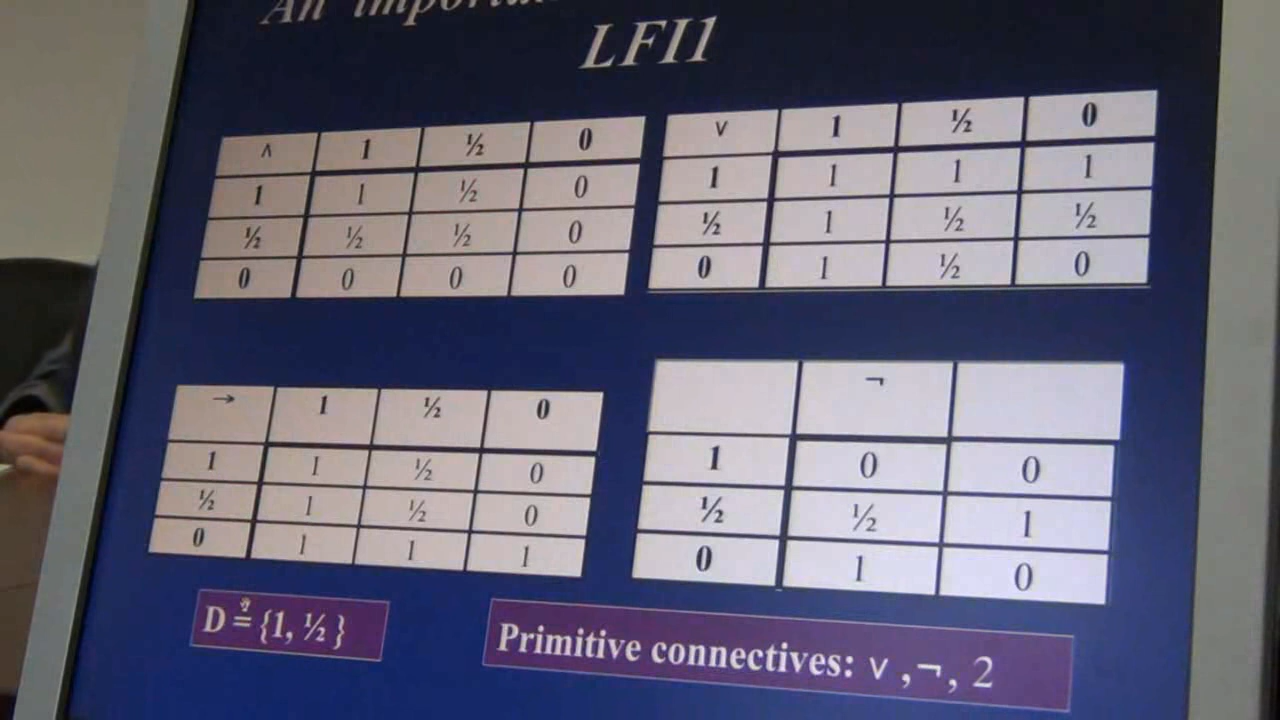 An
LFI1
∧ 1 ½ 0
1 1 ½ 0
½ ½ ½ 0
0 0 0 0
∨ 1 ½ 0
1 1 1 1
½ 1 ½ ½
0 1 ½ 0
→ 1 ½ 0
1 1 ½ 0
½ 1 ½ 0
0 1 1 1
¬
1 0 0
½ ½ 1
0 1 0
D = {1, ½ }
Primitive connectives: ∨ ,¬, 2